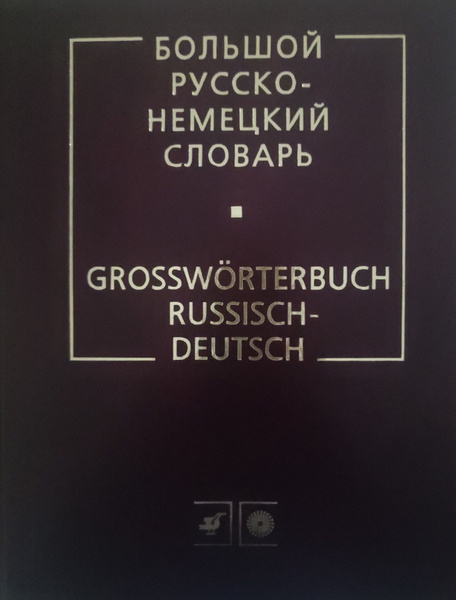 БОЛЬШОЙ
РУССКО-
НЕМЕЦКИЙ
СЛОВАРЬ
GROSSWÖRTERBUCH
RUSSISCH-
DEUTSCH